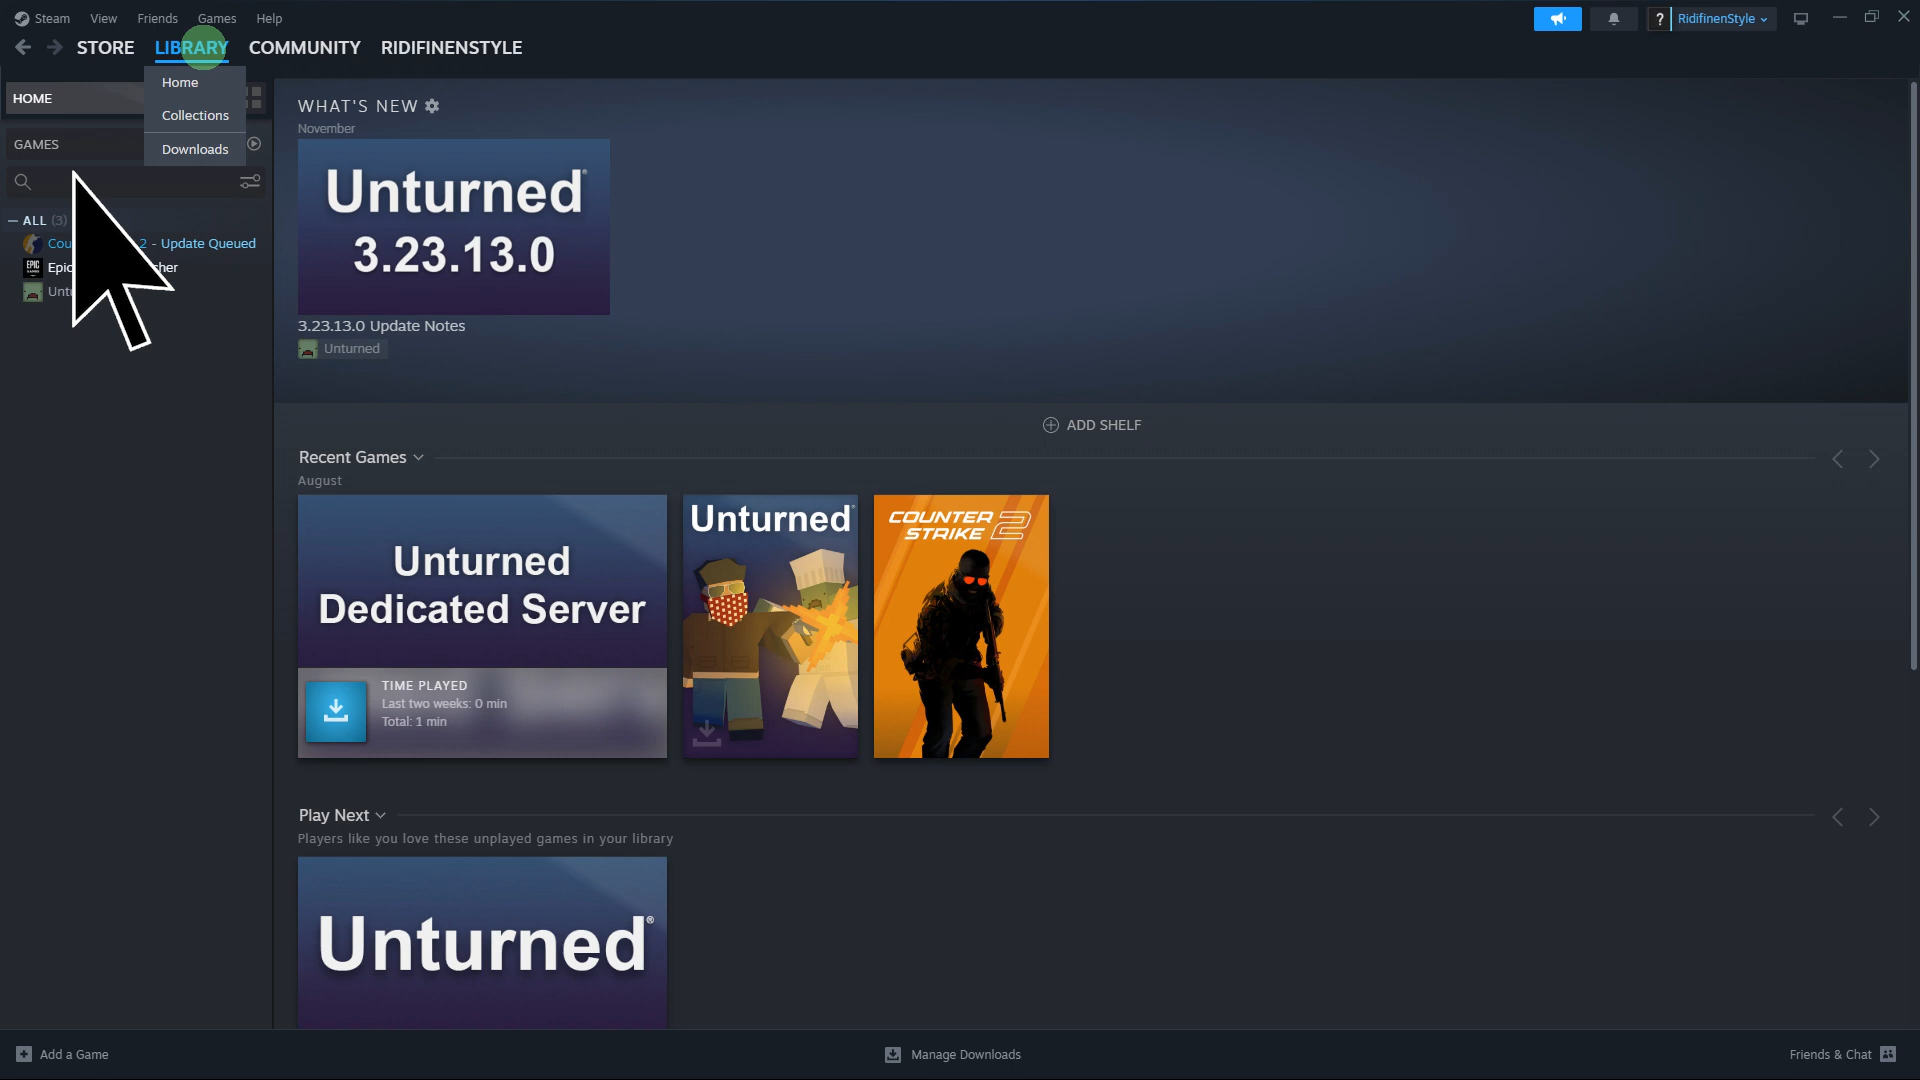 Steam View Friends Games Help
? RidifinenStyle
STORE LIBRARY COMMUNITY RIDIFINENSTYLE
Home
Collections
Downloads
HOME
GAMES
ALL (3)
2 - Update Queued
EPIC GAMES
WHAT'S NEW
November
Unturned
3.23.13.0
3.23.13.0 Update Notes
Unturned
ADD SHELF
Recent Games
August
Unturned
Dedicated Server
TIME PLAYED
Last two weeks: 0 min
Total: 1 min
Unturned
COUNTER
STRIKE 2
Play Next
Players like you love these unplayed games in your library
Unturned®
Add a Game
Manage Downloads
Friends & Chat